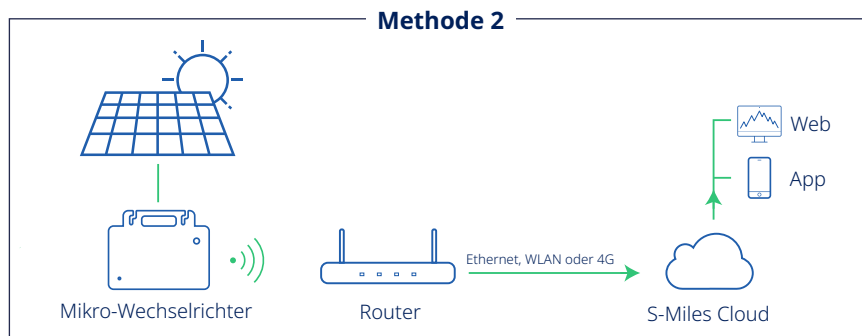 Methode 2
Web
App
Ethernet, WLAN oder 4G
Mikro-Wechselrichter
Router
S-Miles Cloud